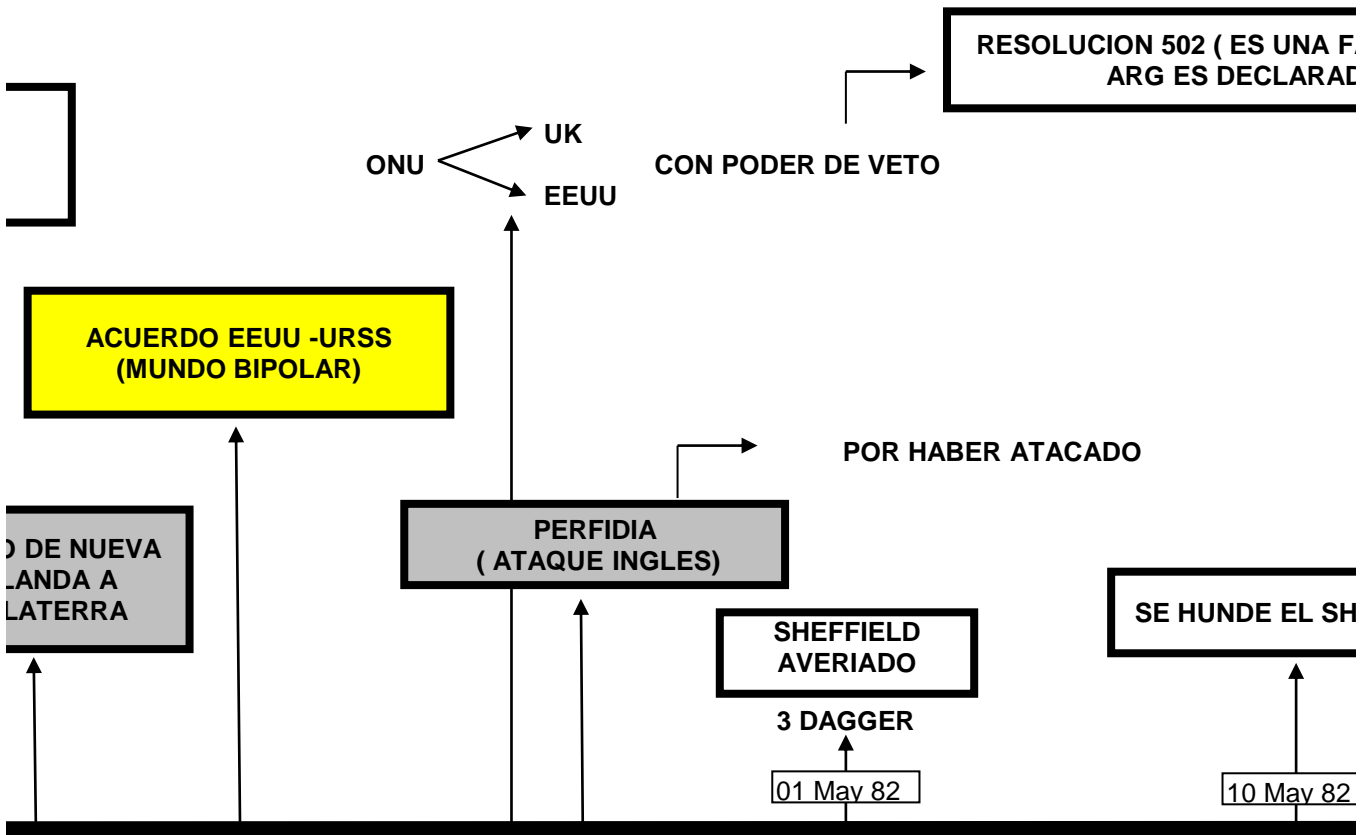 RESOLUCION 502 ( ES UNA
ARG ES DECLARAD
UK
ONU
CON PODER DE VETO
EEUU
ACUERDO EEUU -URSS
(MUNDO BIPOLAR)
POR HABER ATACADO
PERFIDIA
( ATAQUE INGLES)
DE NUEVA
LANDA A
LATERRA
SHEFFIELD
AVERIADO
SE HUNDE EL SH
3 DAGGER
01 May 82
10 May 82